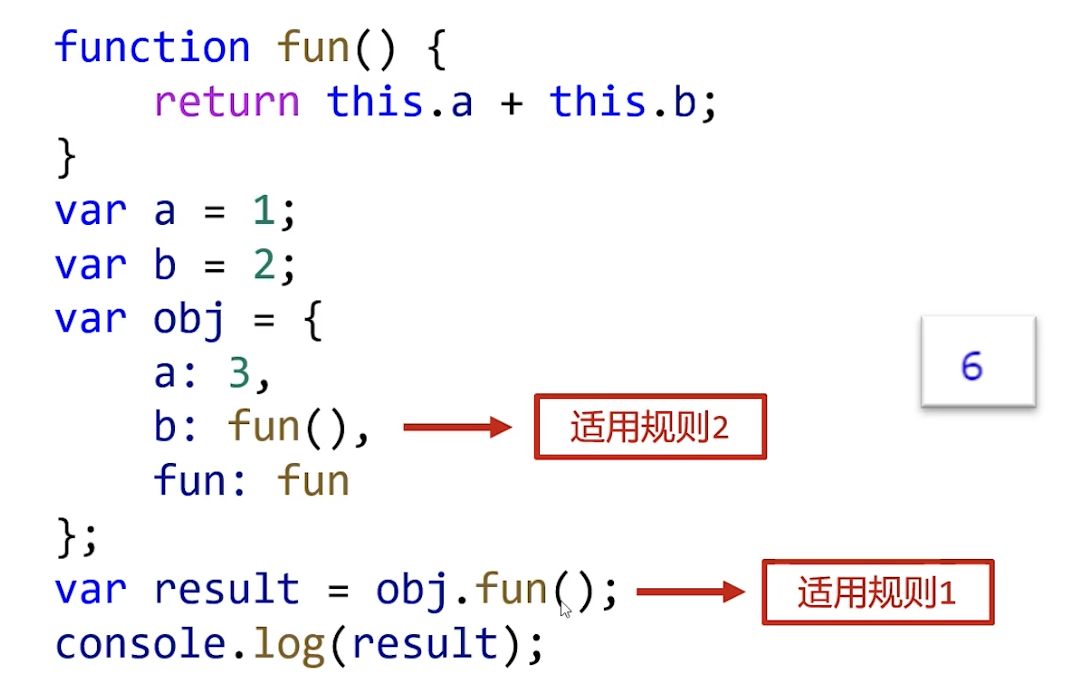 function fun() {
    return this.a + this.b;
}
var a = 1;
var b = 2;
var obj = {
    a: 3,
    b: fun(), 适用规则2
    fun: fun
};
var result = obj.fun(); 适用规则1
console.log(result);
6